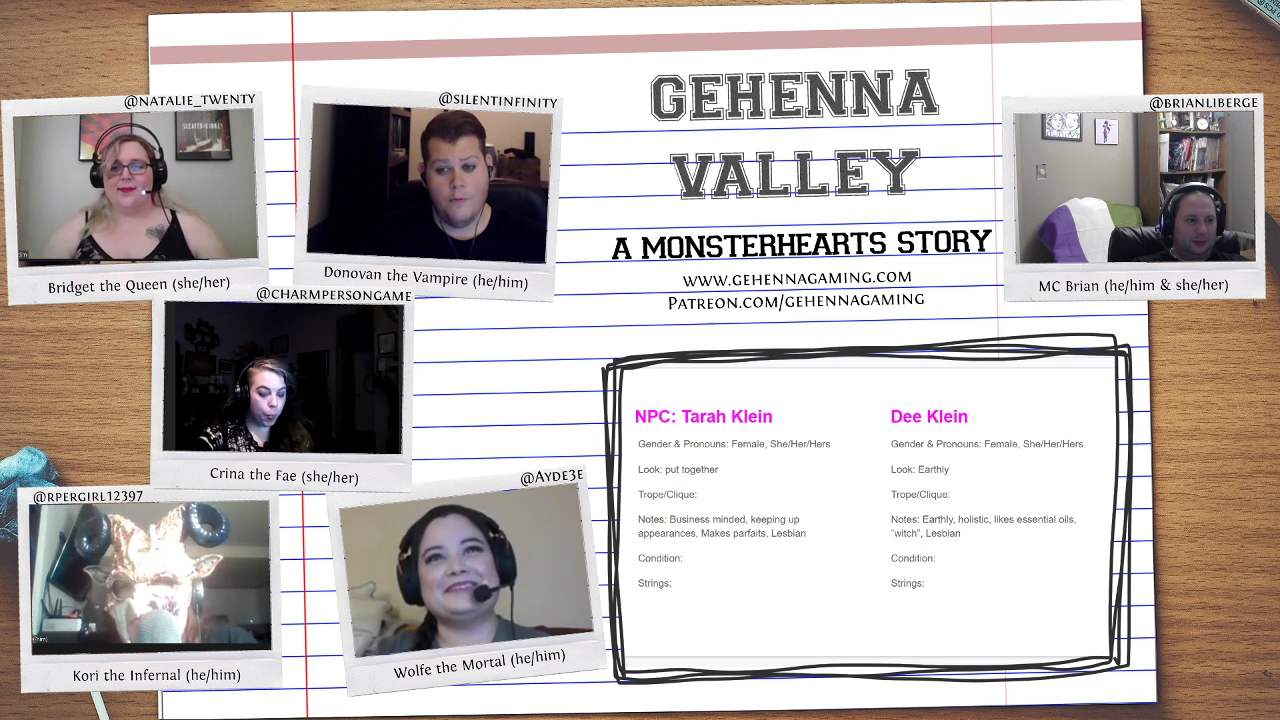 @NATALIE_TWENTY
SLEATER-KINNEY
Bridget the Queen (she/her)
@SILENTINFINITY
Donovan the Vampire (he/him)
@CHARMPERSONGAME
Crina the Fae (she/her)
@RPERGIRL12397
Kori the Infernal (he/him)
@AYDE3E
Wolfe the Mortal (he/him)
GEHENNA
VALLEY
A MONSTERHEARTS STORY
WWW.GEHENNAGAMING.COM
PATREON.COM/GEHENNAGAMING
@BRIANLIBERGE
MC Brian (he/him & she/her)
NPC: Tarah Klein
Gender & Pronouns: Female, She/Her/Hers
Look: put together
Trope/Clique:
Notes: Business minded, keeping up
appearances, Makes parfaits, Lesbian
Condition:
Strings:
Dee Klein
Gender & Pronouns: Female, She/Her/Hers
Look: Earthly
Trope/Clique:
Notes: Earthly, holistic, likes essential oils,
"witch", Lesbian
Condition:
Strings: